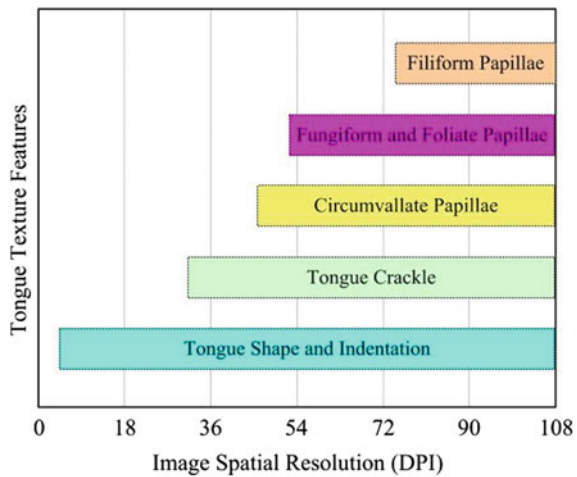 Tongue Texture Features
Filiform Papillae
Fungiform and Foliate Papillae
Circumvallate Papillae
Tongue Crackle
Tongue Shape and Indentation
0 18 36 54 72 90 108
Image Spatial Resolution (DPI)